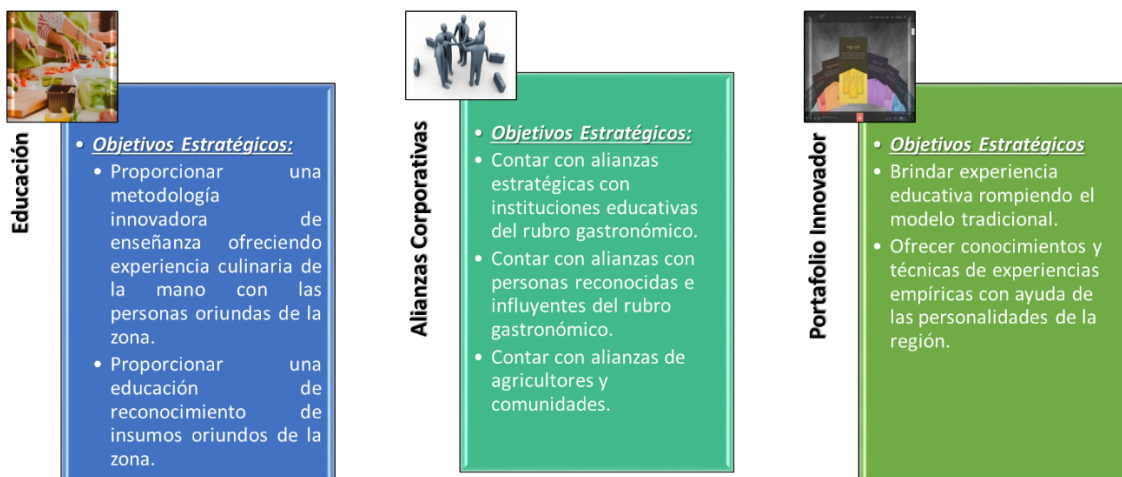 Educación
• Objetivos Estratégicos:
• Proporcionar una
metodología
innovadora de
enseñanza ofreciendo
experiencia culinaria de
la mano con las
personas oriundas de la
zona.
• Proporcionar una
educación de
reconocimiento de
insumos oriundos de la
zona.
Alianzas Corporativas
• Objetivos Estratégicos:
• Contar con alianzas
estratégicas con
instituciones educativas
del rubro gastronómico.
• Contar con alianzas con
personas reconocidas e
influyentes del rubro
gastronómico.
• Contar con alianzas de
agricultores y
comunidades.
Portafolio Innovador
• Objetivos Estratégicos
• Brindar experiencia
educativa rompiendo el
modelo tradicional.
• Ofrecer conocimientos y
técnicas de experiencias
empíricas con ayuda de
las personalidades de la
región.